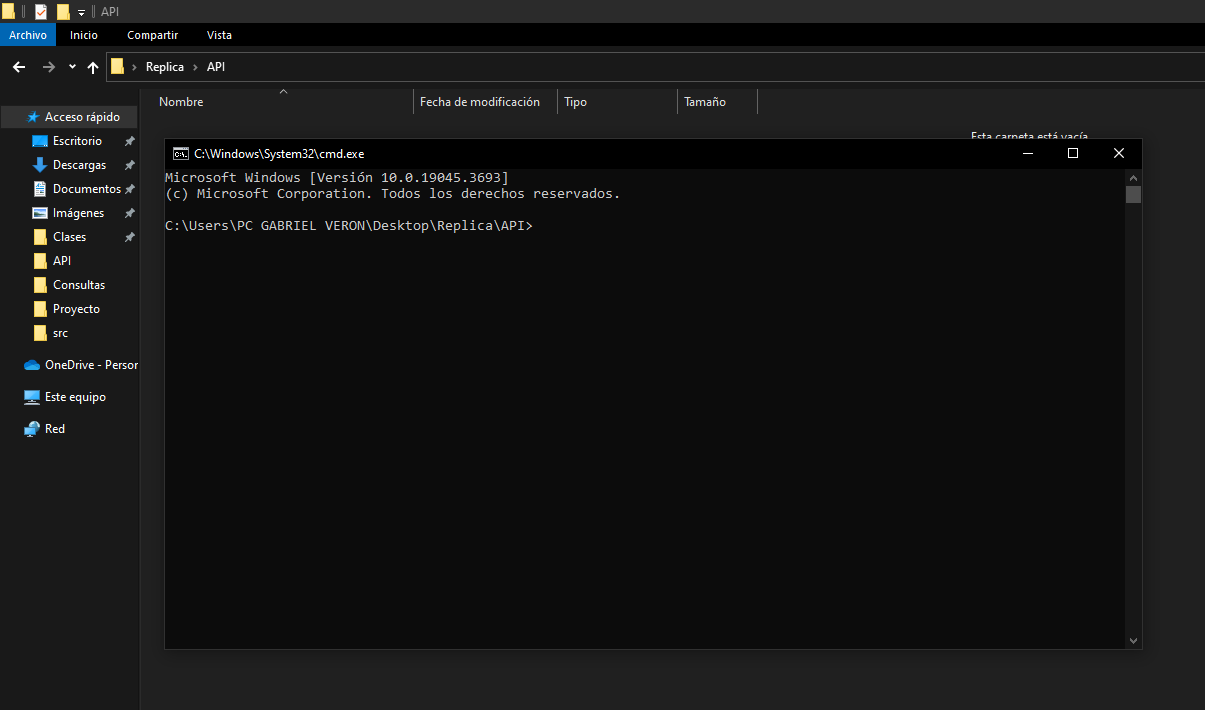 API
Archivo Inicio Compartir Vista
Replica API
Nombre Fecha de modificación Tipo Tamaño
Esta carpeta está vacía.
Acceso rápido
Escritorio
Descargas
Documentos
Imágenes
Clases
API
Consultas
Proyecto
src
OneDrive - Person
Este equipo
Red
C:\Windows\System32\cmd.exe
Microsoft Windows [Versión 10.0.19045.3693]
(c) Microsoft Corporation. Todos los derechos reservados.
C:\Users\PC GABRIEL VERON\Desktop\Replica\API>